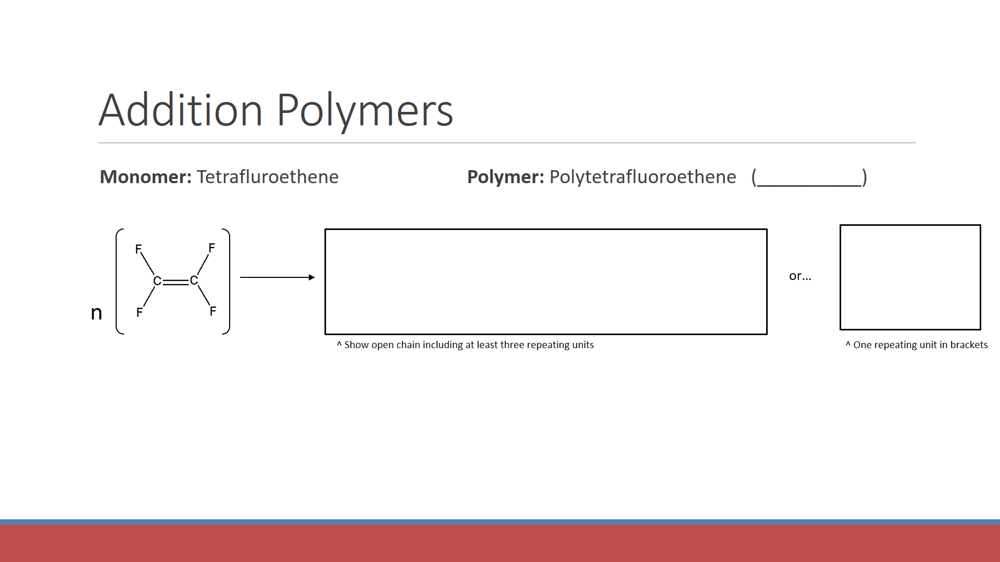 Addition Polymers
Monomer: Tetrafluroethene
Polymer: Polytetrafluoroethene (__________)
F F
C C
F F
n
or...
^ Show open chain including at least three repeating units
^ One repeating unit in brackets